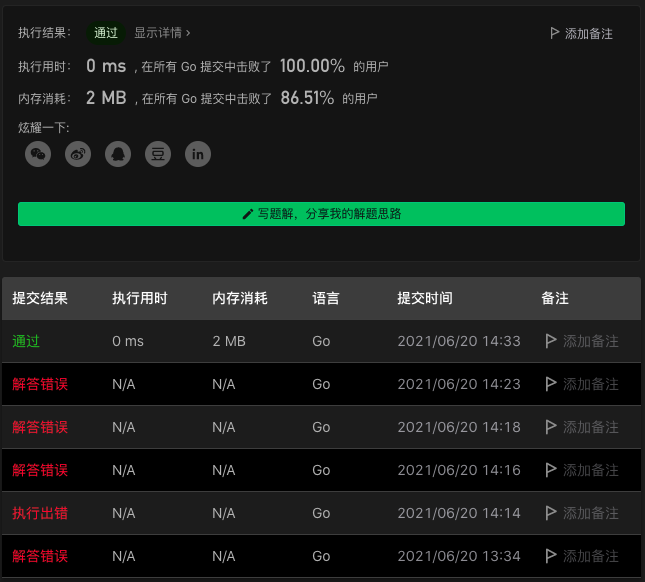 执行结果： 通过 显示详情 › 添加备注
执行用时： 0 ms ，在所有 Go 提交中击败了 100.00% 的用户
内存消耗： 2 MB ，在所有 Go 提交中击败了 86.51% 的用户
炫耀一下:
豆 in
写题解，分享我的解题思路
提交结果 执行用时 内存消耗 语言 提交时间 备注
通过 0 ms 2 MB Go 2021/06/20 14:33 添加备注
解答错误 N/A N/A Go 2021/06/20 14:23 添加备注
解答错误 N/A N/A Go 2021/06/20 14:18 添加备注
解答错误 N/A N/A Go 2021/06/20 14:16 添加备注
执行出错 N/A N/A Go 2021/06/20 14:14 添加备注
解答错误 N/A N/A Go 2021/06/20 13:34 添加备注